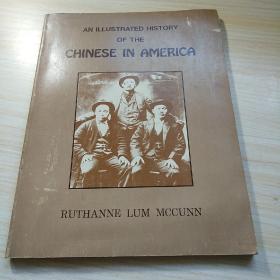 AN ILLUSTRATED HISTORY
OF THE
CHINESE IN AMERICA
RUTHANNE LUM MCCUNN